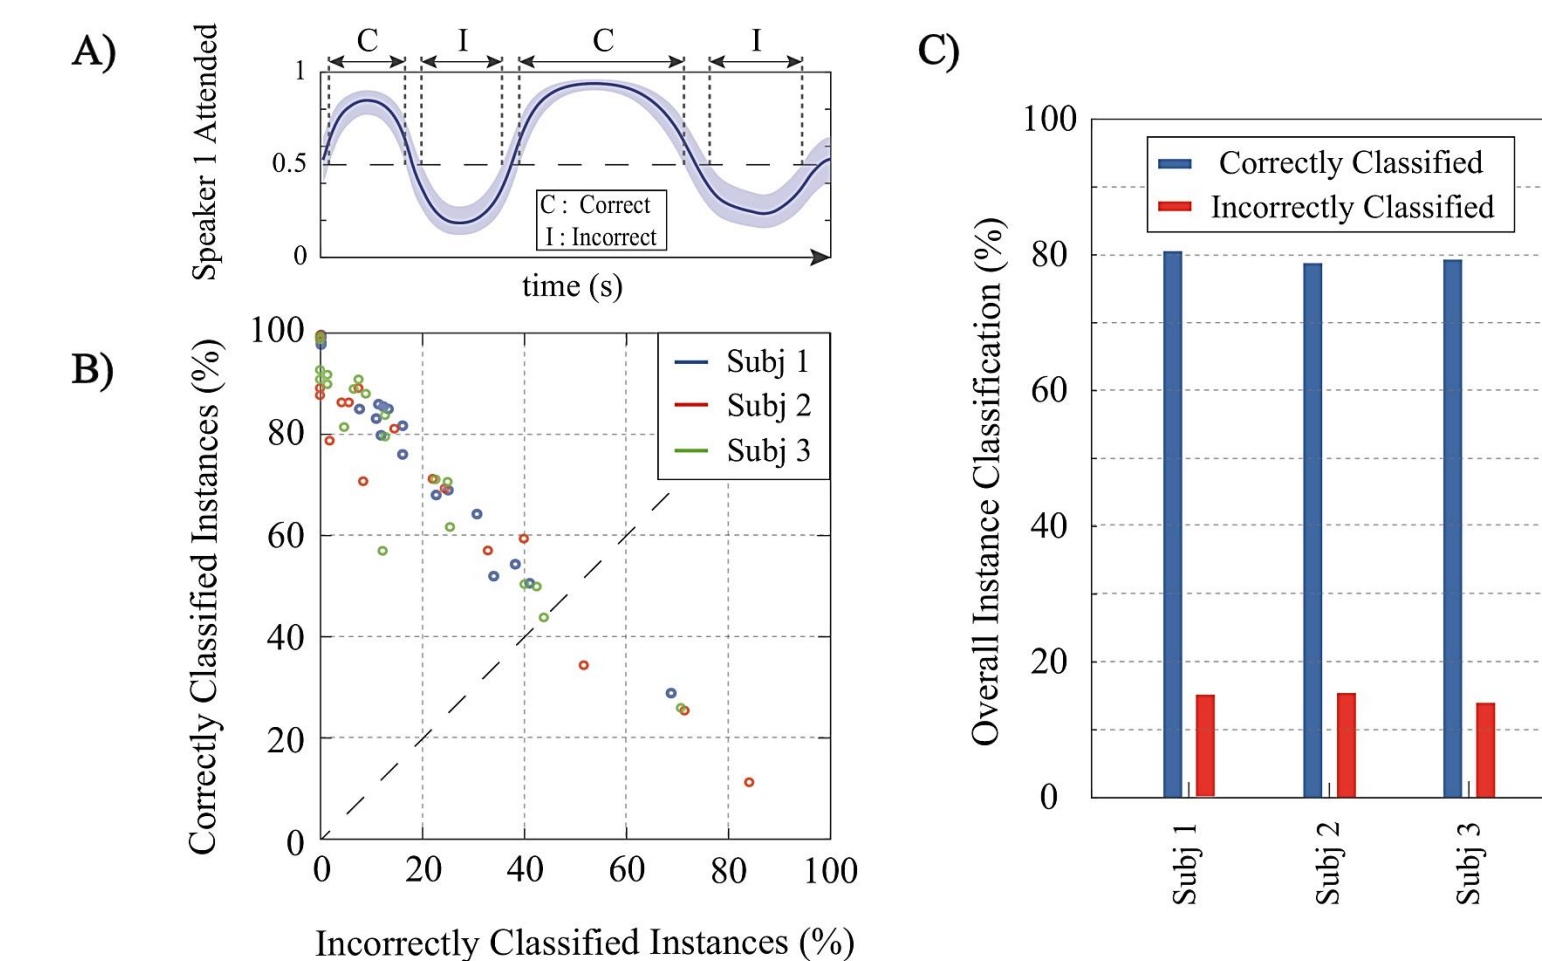 A)
Speaker 1 Attended
C
I
C
I
1
0.5
0
C : Correct
I : Incorrect
time (s)
B)
Correctly Classified Instances (%)
100
80
60
40
20
0
Subj 1
Subj 2
Subj 3
0 20 40 60 80 100
Incorrectly Classified Instances (%)
C)
Overall Instance Classification (%)
100
80
60
40
20
0
Correctly Classified
Incorrectly Classified
Subj 1
Subj 2
Subj 3